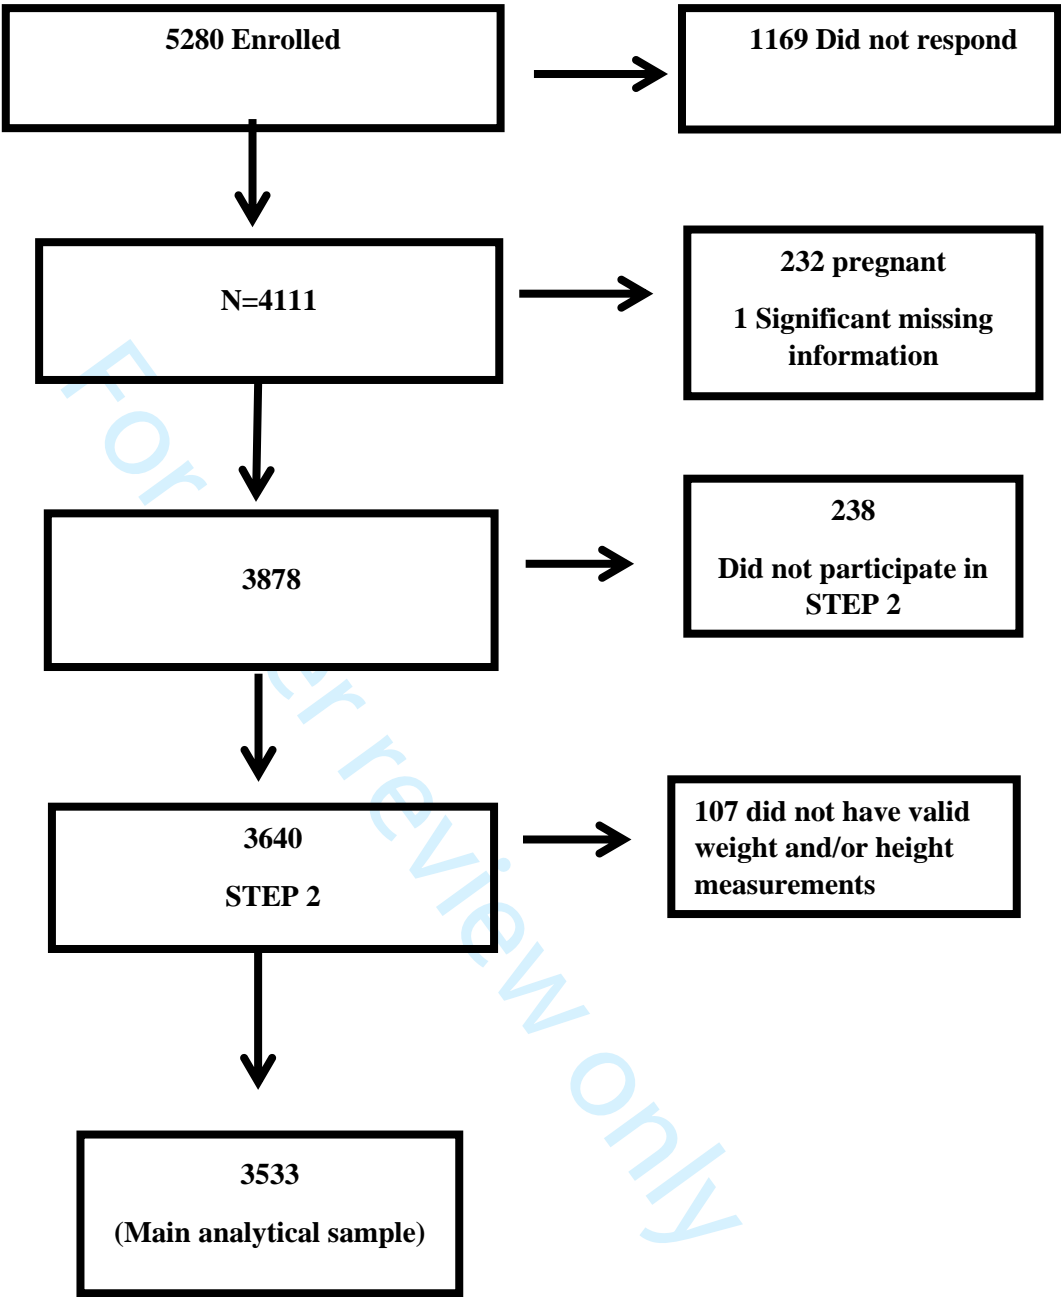 5280 Enrolled
1169 Did not respond
N=4111
232 pregnant
1 Significant missing
information
3878
238
Did not participate in
STEP 2
3640
STEP 2
107 did not have valid
weight and/or height
measurements
3533
(Main analytical sample)
For
er review only